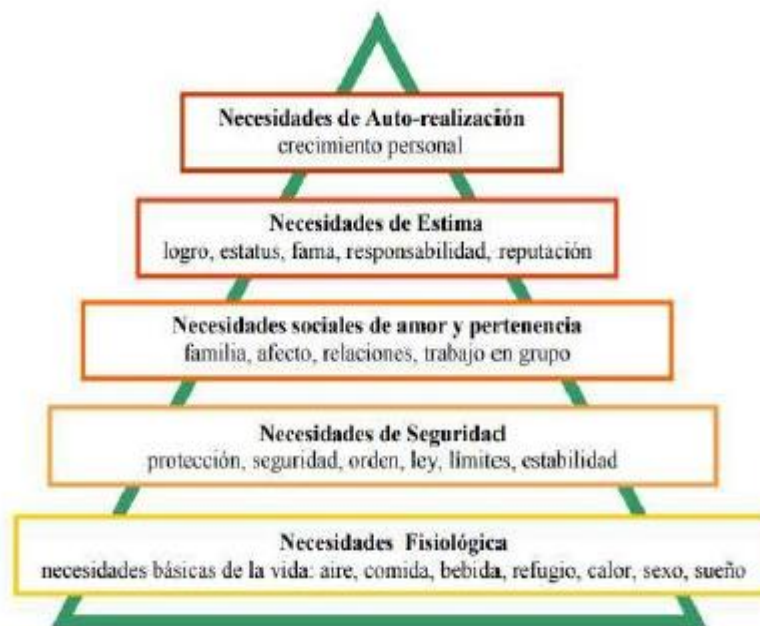 Necesidades de Auto-realización
crecimiento personal
Necesidades de Estima
logro, estatus, fama, responsabilidad, reputación
Necesidades sociales de amor y pertenencia
familia, afecto, relaciones, trabajo en grupo
Necesidades de Seguridad
protección, seguridad, orden, ley, límites, estabilidad
Necesidades Fisiológica
necesidades básicas de la vida: aire, comida, bebida, refugio, calor, sexo, sueño